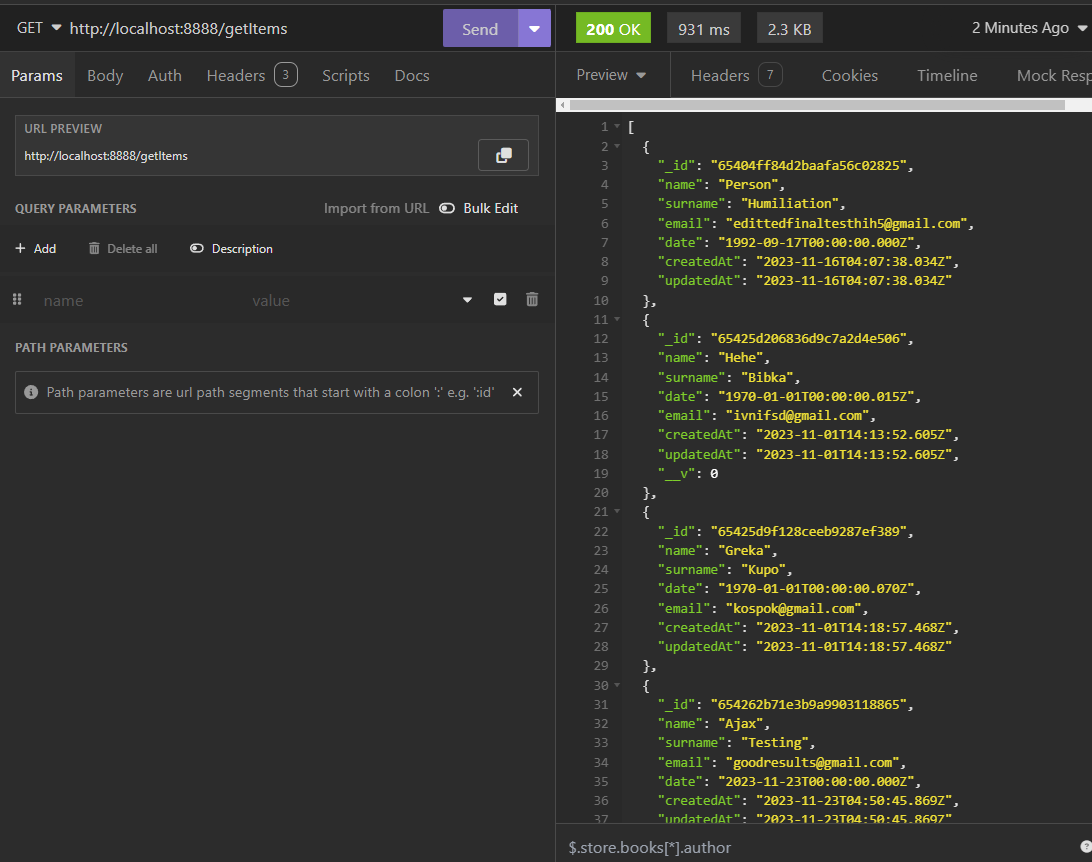 GET http://localhost:8888/getItems Send
200 OK 931 ms 2.3 KB 2 Minutes Ago
Params Body Auth Headers 3 Scripts Docs
Preview Headers 7 Cookies Timeline Mock Resp
URL PREVIEW
http://localhost:8888/getItems
QUERY PARAMETERS Import from URL Bulk Edit
+ Add Delete all Description
name value
PATH PARAMETERS
Path parameters are url path segments that start with a colon ':' e.g. ':id'
1 [
2 {
3 "_id": "65404ff84d2baafa56c02825",
4 "name": "Person",
5 "surname": "Humiliation",
6 "email": "edittedfinaltesthih5@gmail.com",
7 "date": "1992-09-17T00:00:00.000Z",
8 "createdAt": "2023-11-16T04:07:38.034Z",
9 "updatedAt": "2023-11-16T04:07:38.034Z"
10 },
11 {
12 "_id": "65425d206836d9c7a2d4e506",
13 "name": "Hehe",
14 "surname": "Bibka",
15 "date": "1970-01-01T00:00:00.015Z",
16 "email": "ivnifsd@gmail.com",
17 "createdAt": "2023-11-01T14:13:52.605Z",
18 "updatedAt": "2023-11-01T14:13:52.605Z",
19 "__v": 0
20 },
21 {
22 "_id": "65425d9f128ceeb9287ef389",
23 "name": "Greka",
24 "surname": "Kupo",
25 "date": "1970-01-01T00:00:00.070Z",
26 "email": "kospok@gmail.com",
27 "createdAt": "2023-11-01T14:18:57.468Z",
28 "updatedAt": "2023-11-01T14:18:57.468Z"
29 },
30 {
31 "_id": "654262b71e3b9a9903118865",
32 "name": "Ajax",
33 "surname": "Testing",
34 "email": "goodresults@gmail.com",
35 "date": "2023-11-23T00:00:00.000Z",
36 "createdAt": "2023-11-23T04:50:45.869Z",
37 "updatedAt": "2023-11-23T04:50:45.869Z"
$.store.books[*].author